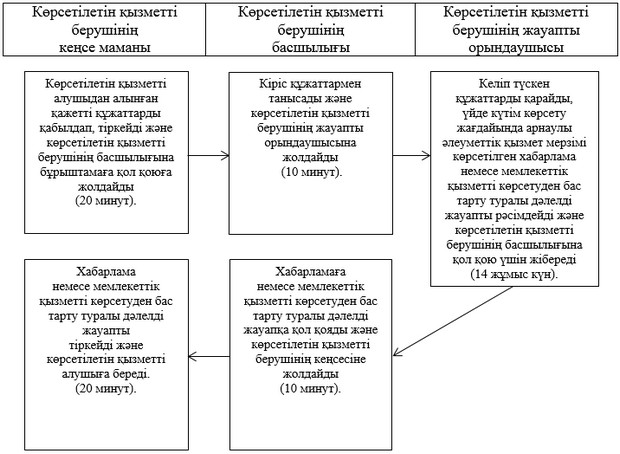 Көрсетілетін қызметті
берушінің
кеңсе маманы
Көрсетілетін қызметті
берушінің
басшылығы
Көрсетілетін қызметті
берушінің жауапты
орындаушысы
Көрсетілетін қызметті
алушыдан алынған
қажетті құжаттарды
қабылдап, тіркейді және
көрсетілетін қызметті
берушінің басшылығына
бұрыштамаға қол қоюға
жолдайды
(20 минут).
Кіріс құжаттармен
танысады және
көрсетілетін қызметті
берушінің жауапты
орындаушысына
жолдайды
(10 минут).
Келіп түскен
құжаттарды қарайды,
үйде күтім көрсету
жағдайында арнаулы
әлеуметтік қызмет мерзімі
көрсетілген хабарлама
немесе мемлекеттік
қызметті көрсетуден бас
тарту туралы дәлелді
жауапты рәсімдейді және
көрсетілетін қызметті
берушінің басшылығына
қол қою үшін жібереді
(14 жұмыс күн).
Хабарлама
немесе мемлекеттік
қызметті көрсетуден бас
тарту туралы дәлелді
жауапты
тіркейді және
көрсетілетін қызметті
алушыға береді.
(20 минут).
Хабарламаға
немесе мемлекеттік
қызметті көрсетуден бас
тарту туралы дәлелді
жауапқа қол қояды және
көрсетілетін қызметті
берушінің кеңсесіне
жолдайды
(10 минут).